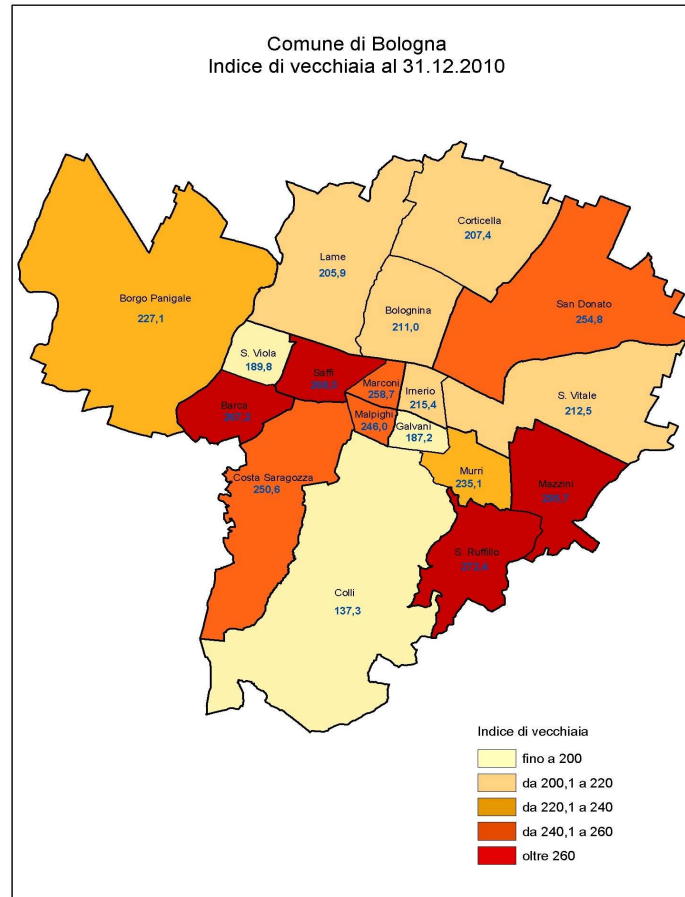 Comune di Bologna
Indice di vecchiaia al 31.12.2010
Corticella
207,4
Lame
205,9
Borgo Panigale
227,1
Bolognina
211,0
San Donato
254,8
S. Viola
189,8
Saffi
Marconi
258,7
Irnerio
215,4
S. Vitale
212,5
Barca
Malpighi
246,0
Galvani
187,2
Costa Saragozza
250,6
Murri
235,1
Mazzini
S. Ruffillo
Colli
137,3
Indice di vecchiaia
fino a 200
da 200,1 a 220
da 220,1 a 240
da 240,1 a 260
oltre 260